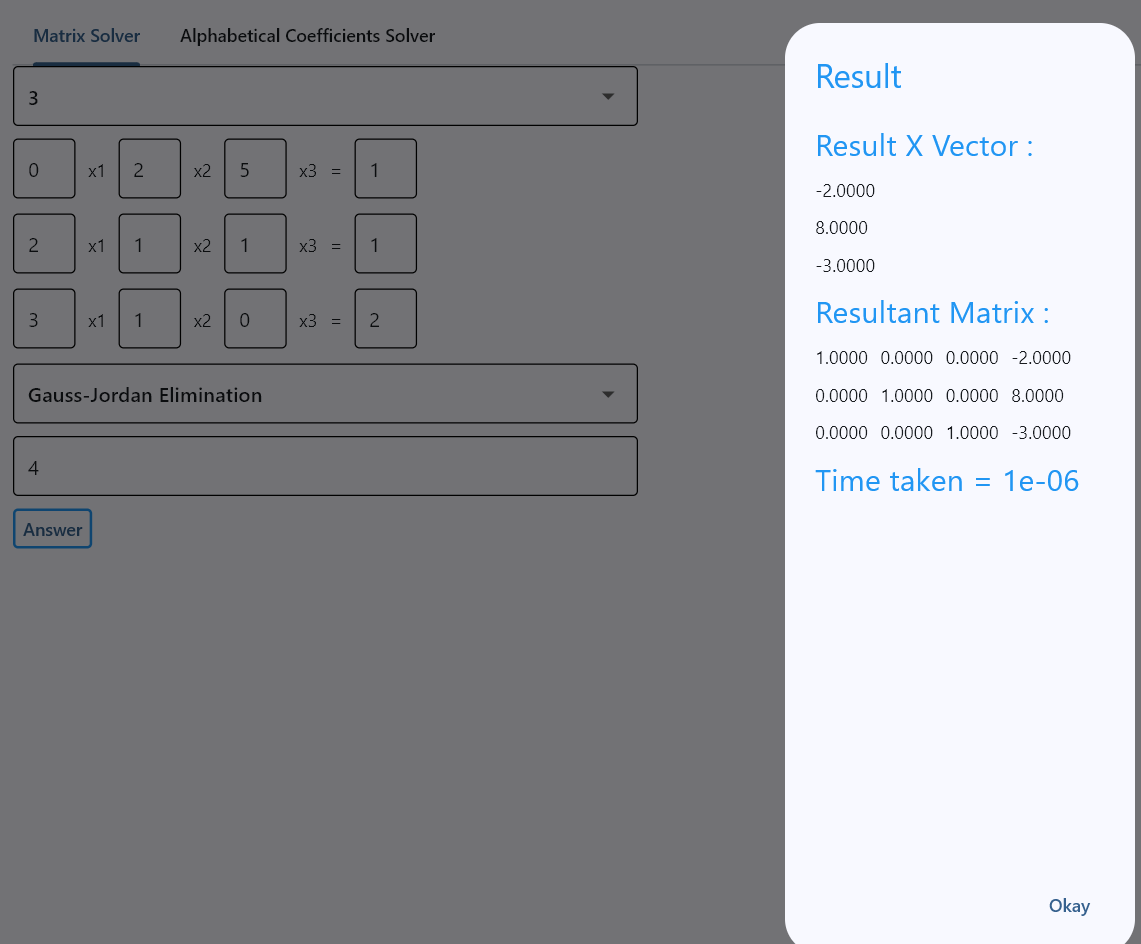 Matrix Solver Alphabetical Coefficients Solver
3
0 x1 2 x2 5 x3 = 1
2 x1 1 x2 1 x3 = 1
3 x1 1 x2 0 x3 = 2
Gauss-Jordan Elimination
4
Answer
Result
Result X Vector :
-2.0000
8.0000
-3.0000
Resultant Matrix :
1.0000 0.0000 0.0000 -2.0000
0.0000 1.0000 0.0000 8.0000
0.0000 0.0000 1.0000 -3.0000
Time taken = 1e-06
Okay